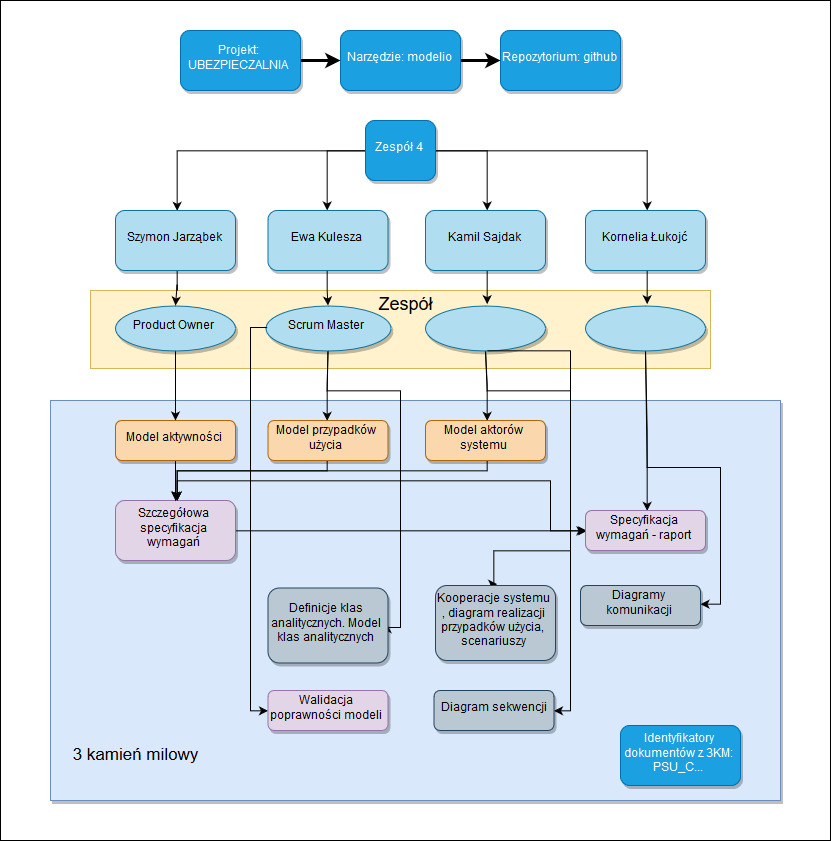 Projekt:
UBEZPIECZALNIA
Narzędzie: modelio
Repozytorium: github
Zespół 4
Szymon Jarząbek
Ewa Kulesza
Kamil Sajdak
Kornelia Łukojć
Zespół
Product Owner
Scrum Master
Model aktywności
Model przypadków
użycia
Model aktorów
systemu
Szczegółowa
specyfikacja
wymagań
Specyfikacja
wymagań - raport
Definicje klas
analitycznych. Model
klas analitycznych
Kooperacje systemu
, diagram realizacji
przypadków użycia,
scenariuszy
Diagramy
komunikacji
Walidacja
poprawności modeli
Diagram sekwencji
3 kamień milowy
Identyfikatory
dokumentów z 3KM:
PSU_C...